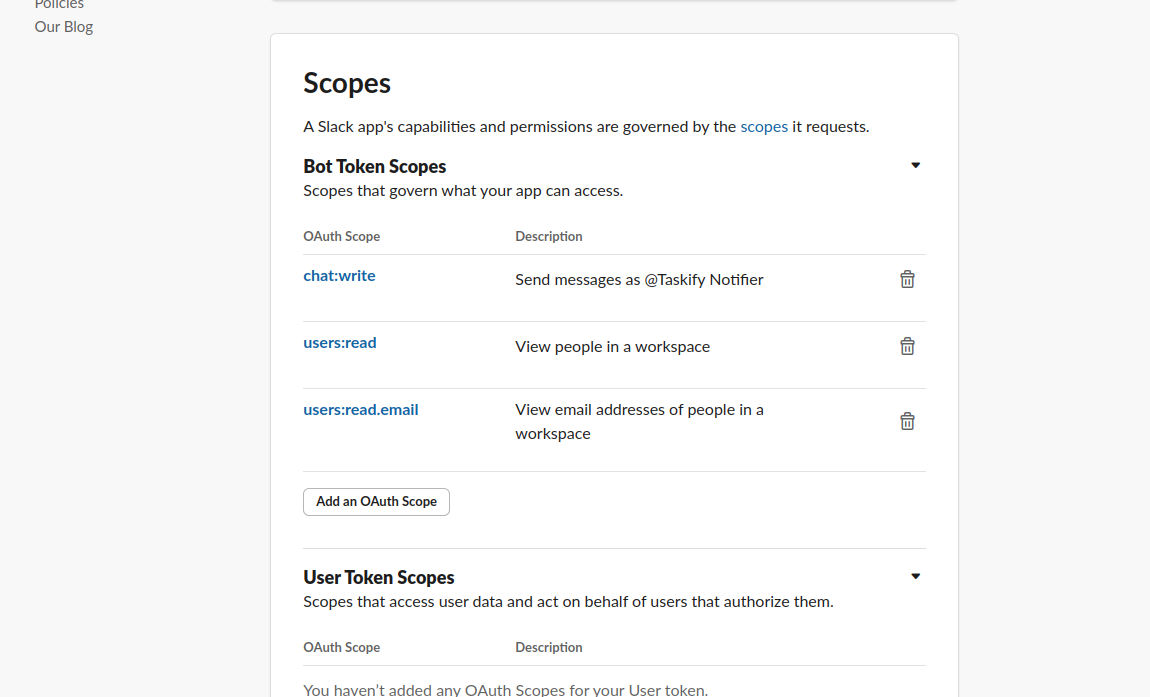 Policies
Our Blog
Scopes
A Slack app's capabilities and permissions are governed by the scopes it requests.
Bot Token Scopes
Scopes that govern what your app can access.
OAuth Scope Description
chat:write Send messages as @Taskify Notifier
users:read View people in a workspace
users:read.email View email addresses of people in a
workspace
Add an OAuth Scope
User Token Scopes
Scopes that access user data and act on behalf of users that authorize them.
OAuth Scope Description
You haven’t added any OAuth Scopes for your User token.